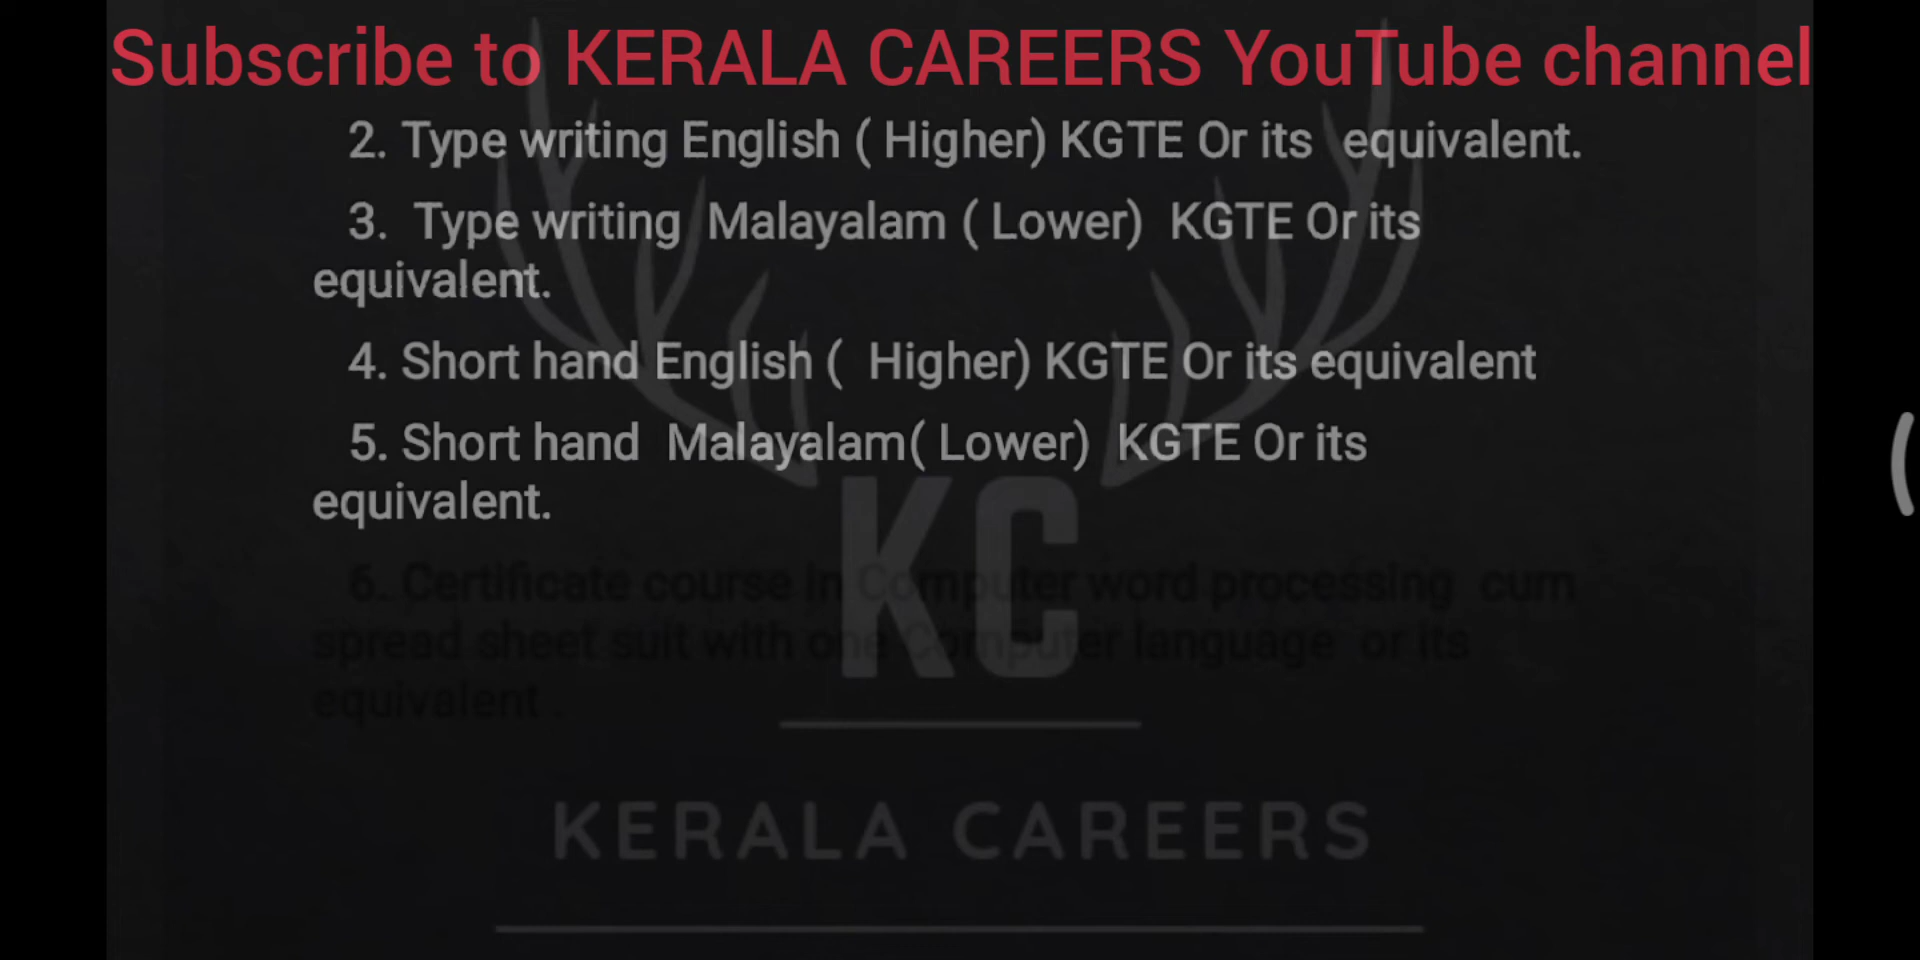 Subscribe to KERALA CAREERS YouTube channel
2. Type writing English ( Higher) KGTE Or its equivalent.
3. Type writing Malayalam ( Lower) KGTE Or its
equivalent.
4. Short hand English ( Higher) KGTE Or its equivalent
5. Short hand Malayalam( Lower) KGTE Or its
equivalent.
6. Certificate course in Computer word processing cum
spread sheet suit with one Computer language or its
equivalent .
KC
KERALA CAREERS